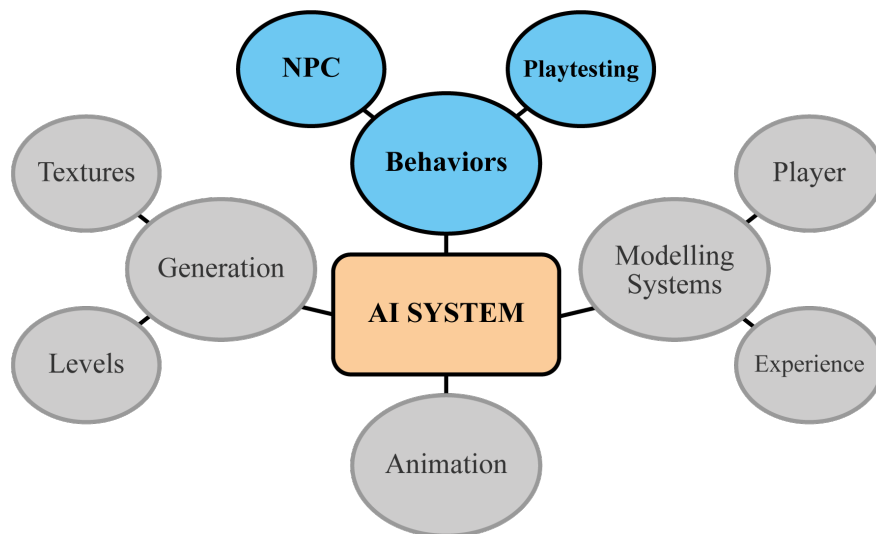 NPC
Playtesting
Behaviors
Textures
Player
Generation
Modelling
Systems
AI SYSTEM
Levels
Experience
Animation